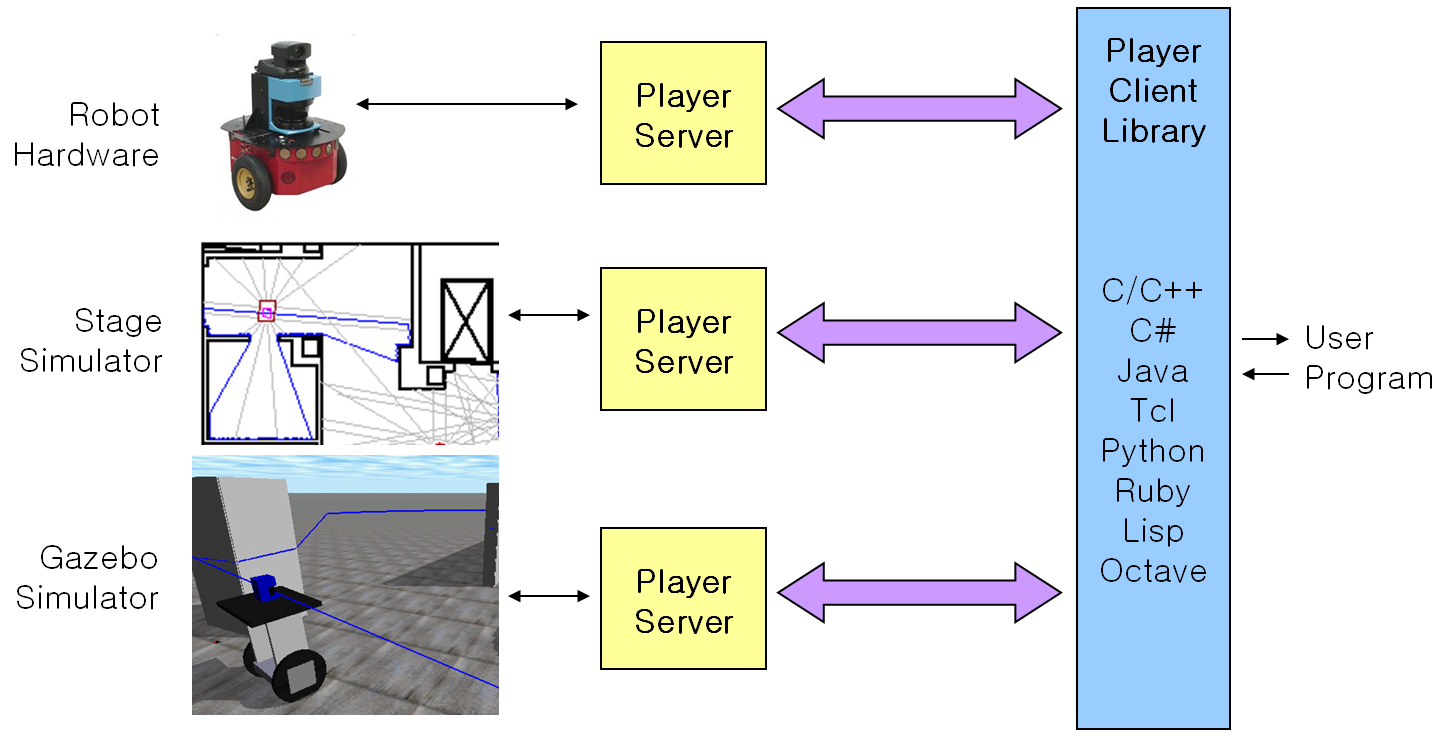 Robot
Hardware
Player
Server
Player
Client
Library
Stage
Simulator
Player
Server
C/C++
C#
Java
Tcl
Python
Ruby
Lisp
Octave
User
Program
Gazebo
Simulator
Player
Server